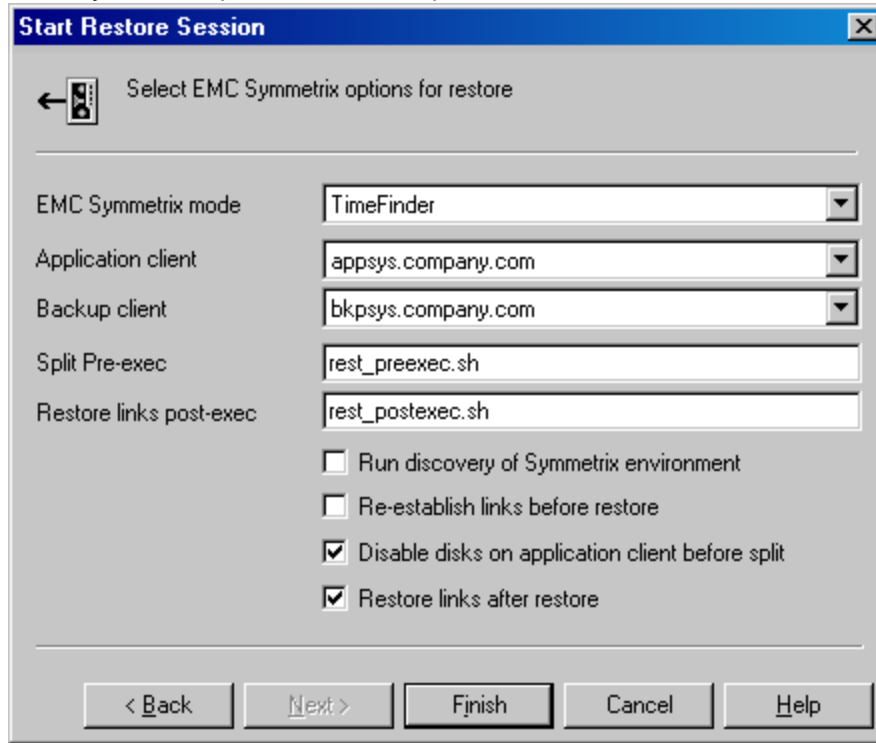 Start Restore Session
Select EMC Symmetrix options for restore
EMC Symmetrix mode TimeFinder
Application client appsys.company.com
Backup client bkpsys.company.com
Split Pre-exec rest_preexec.sh
Restore links post-exec rest_postexec.sh
Run discovery of Symmetrix environment
Re-establish links before restore
Disable disks on application client before split
Restore links after restore
< Back Next > Finish Cancel Help